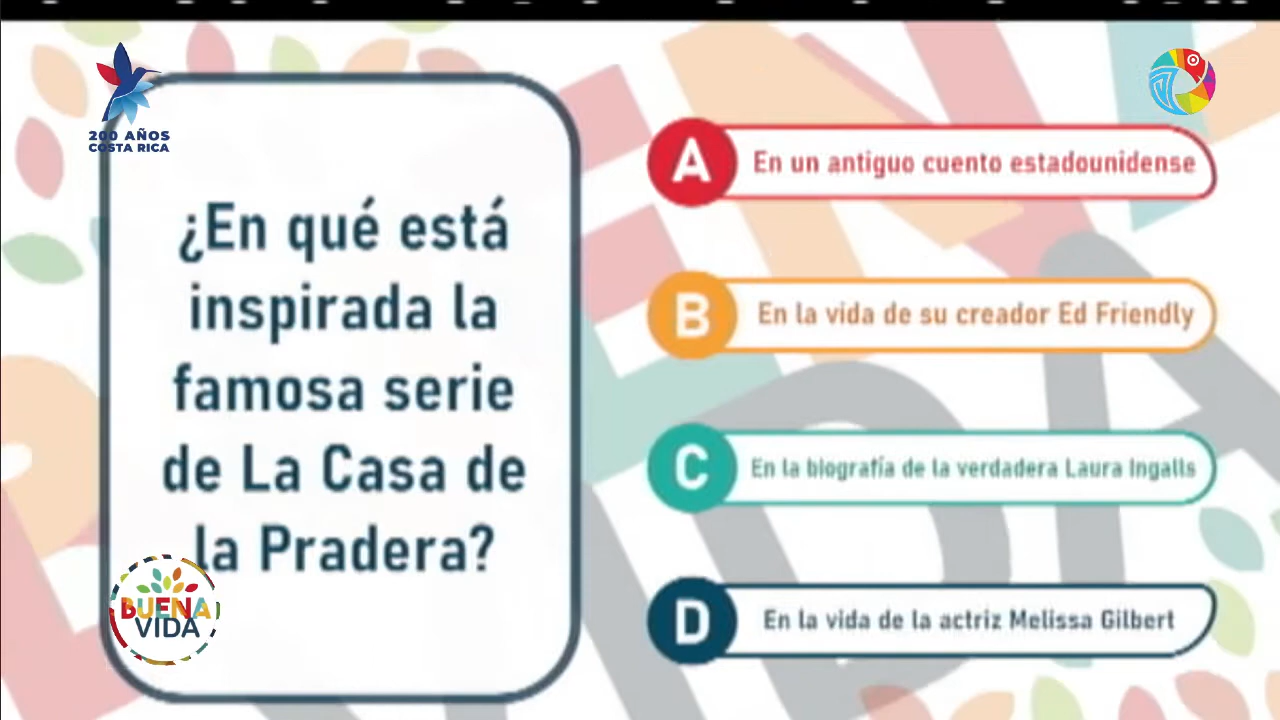 200 AÑOS
COSTA RICA
¿En qué está
inspirada la
famosa serie
de La Casa de
la Pradera?
BUENA
VIDA
A
En un antiguo cuento estadounidense
B
En la vida de su creador Ed Friendly
C
En la biografía de la verdadera Laura Ingalls
D
En la vida de la actriz Melissa Gilbert